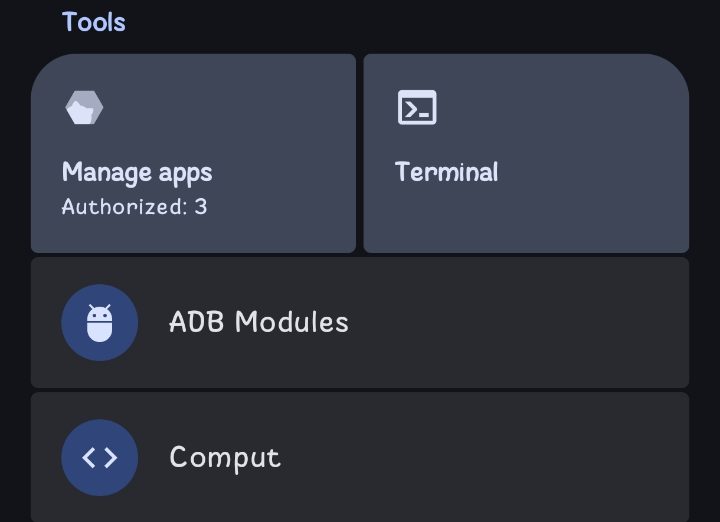 Tools
Manage apps
Authorized: 3
Terminal
ADB Modules
Comput